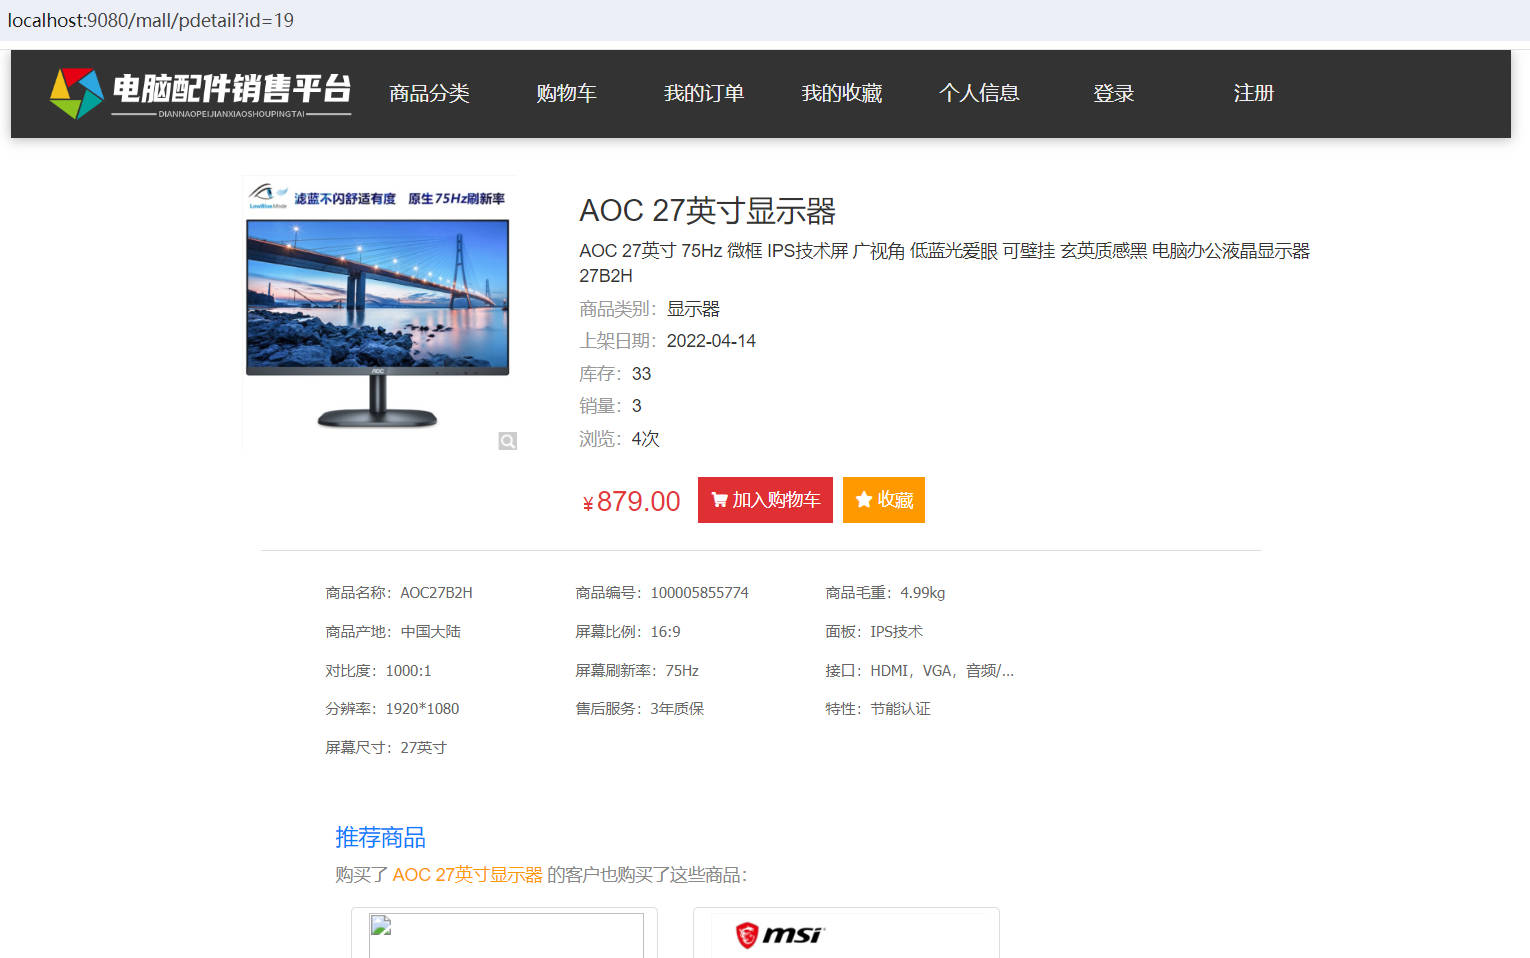 localhost:9080/mall/pdetail?id=19
电脑配件销售平台
DIANNAOPEIJIANXIAOSHOUPINGTAI
商品分类 购物车 我的订单 我的收藏 个人信息 登录 注册
LowBlue Mode 滤蓝不闪舒适有度 原生75Hz刷新率
AOC
AOC 27英寸显示器
AOC 27英寸 75Hz 微框 IPS技术屏 广视角 低蓝光爱眼 可壁挂 玄英质感黑 电脑办公液晶显示器
27B2H
商品类别：显示器
上架日期：2022-04-14
库存：33
销量：3
浏览：4次
¥879.00 加入购物车 收藏
商品名称：AOC27B2H 商品编号：100005855774 商品毛重：4.99kg
商品产地：中国大陆 屏幕比例：16:9 面板：IPS技术
对比度：1000:1 屏幕刷新率：75Hz 接口：HDMI，VGA，音频/...
分辨率：1920*1080 售后服务：3年质保 特性：节能认证
屏幕尺寸：27英寸
推荐商品
购买了 AOC 27英寸显示器 的客户也购买了这些商品：
msi